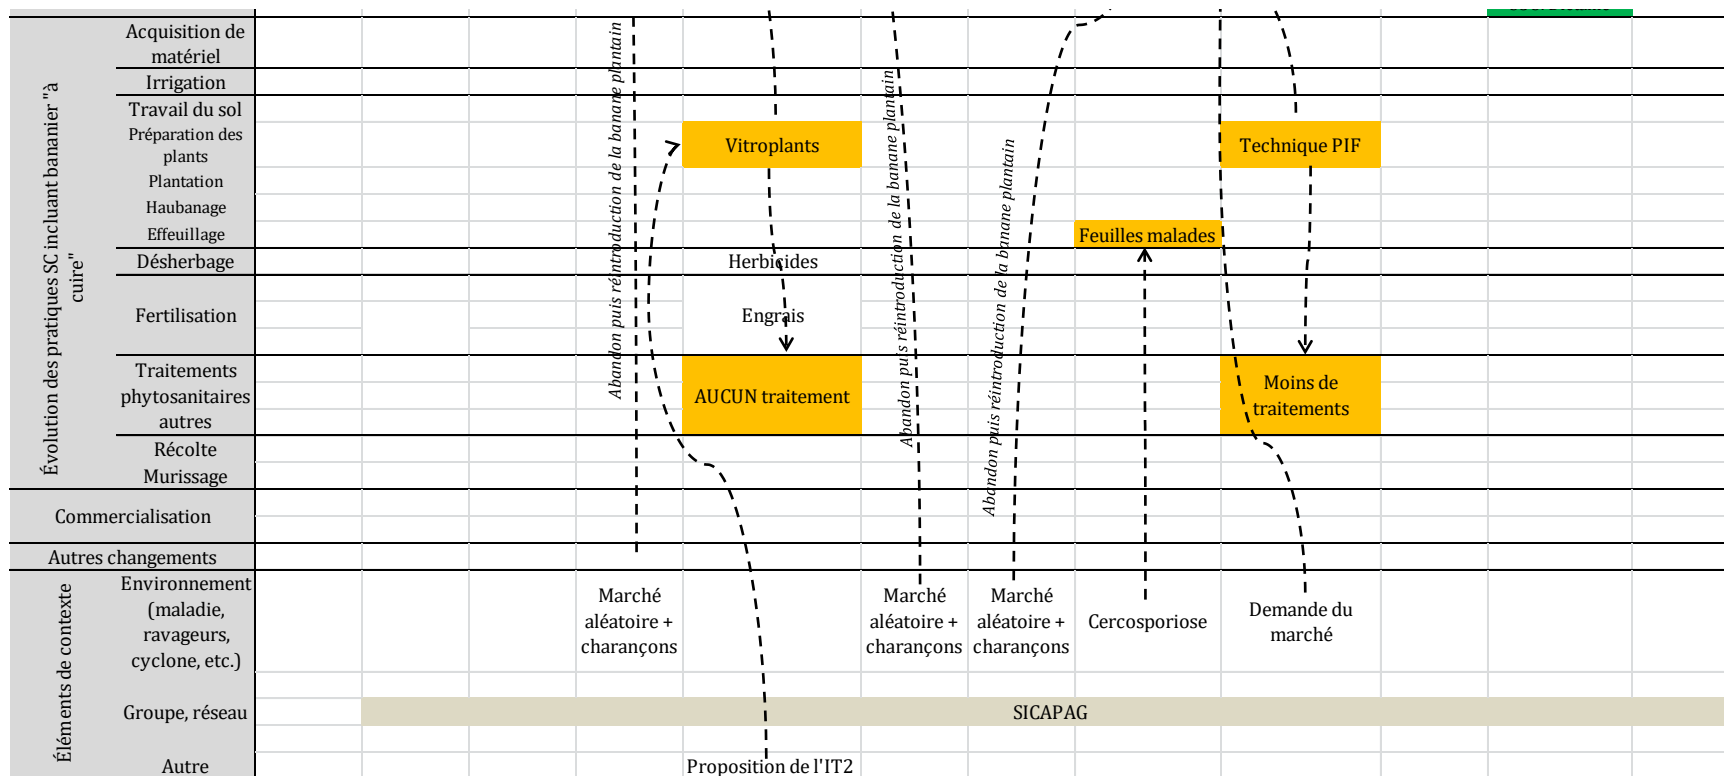 Évolution des pratiques SC incluant bananier "à
cuire"
Acquisition de
matériel
Irrigation
Travail du sol
Préparation des
plants
Plantation
Haubanage
Effeuillage
Désherbage
Fertilisation
Traitements
phytosanitaires
autres
Récolte
Murissage
Abandon puis réintroduction de la banane plantain
Vitroplants
Herbicides
Engrais
AUCUN traitement
Abandon puis réintroduction de la banane plantain
Abandon puis réintroduction de la banane plantain
Feuilles malades
Technique PIF
Moins de
traitements
Commercialisation
Autres changements
Éléments de contexte
Environnement
(maladie,
ravageurs,
cyclone, etc.)
Marché
aléatoire +
charançons
Marché
aléatoire +
charançons
Marché
aléatoire +
charançons
Cercosporiose
Demande du
marché
Groupe, réseau
SICAPAG
Autre
Proposition de l'IT2